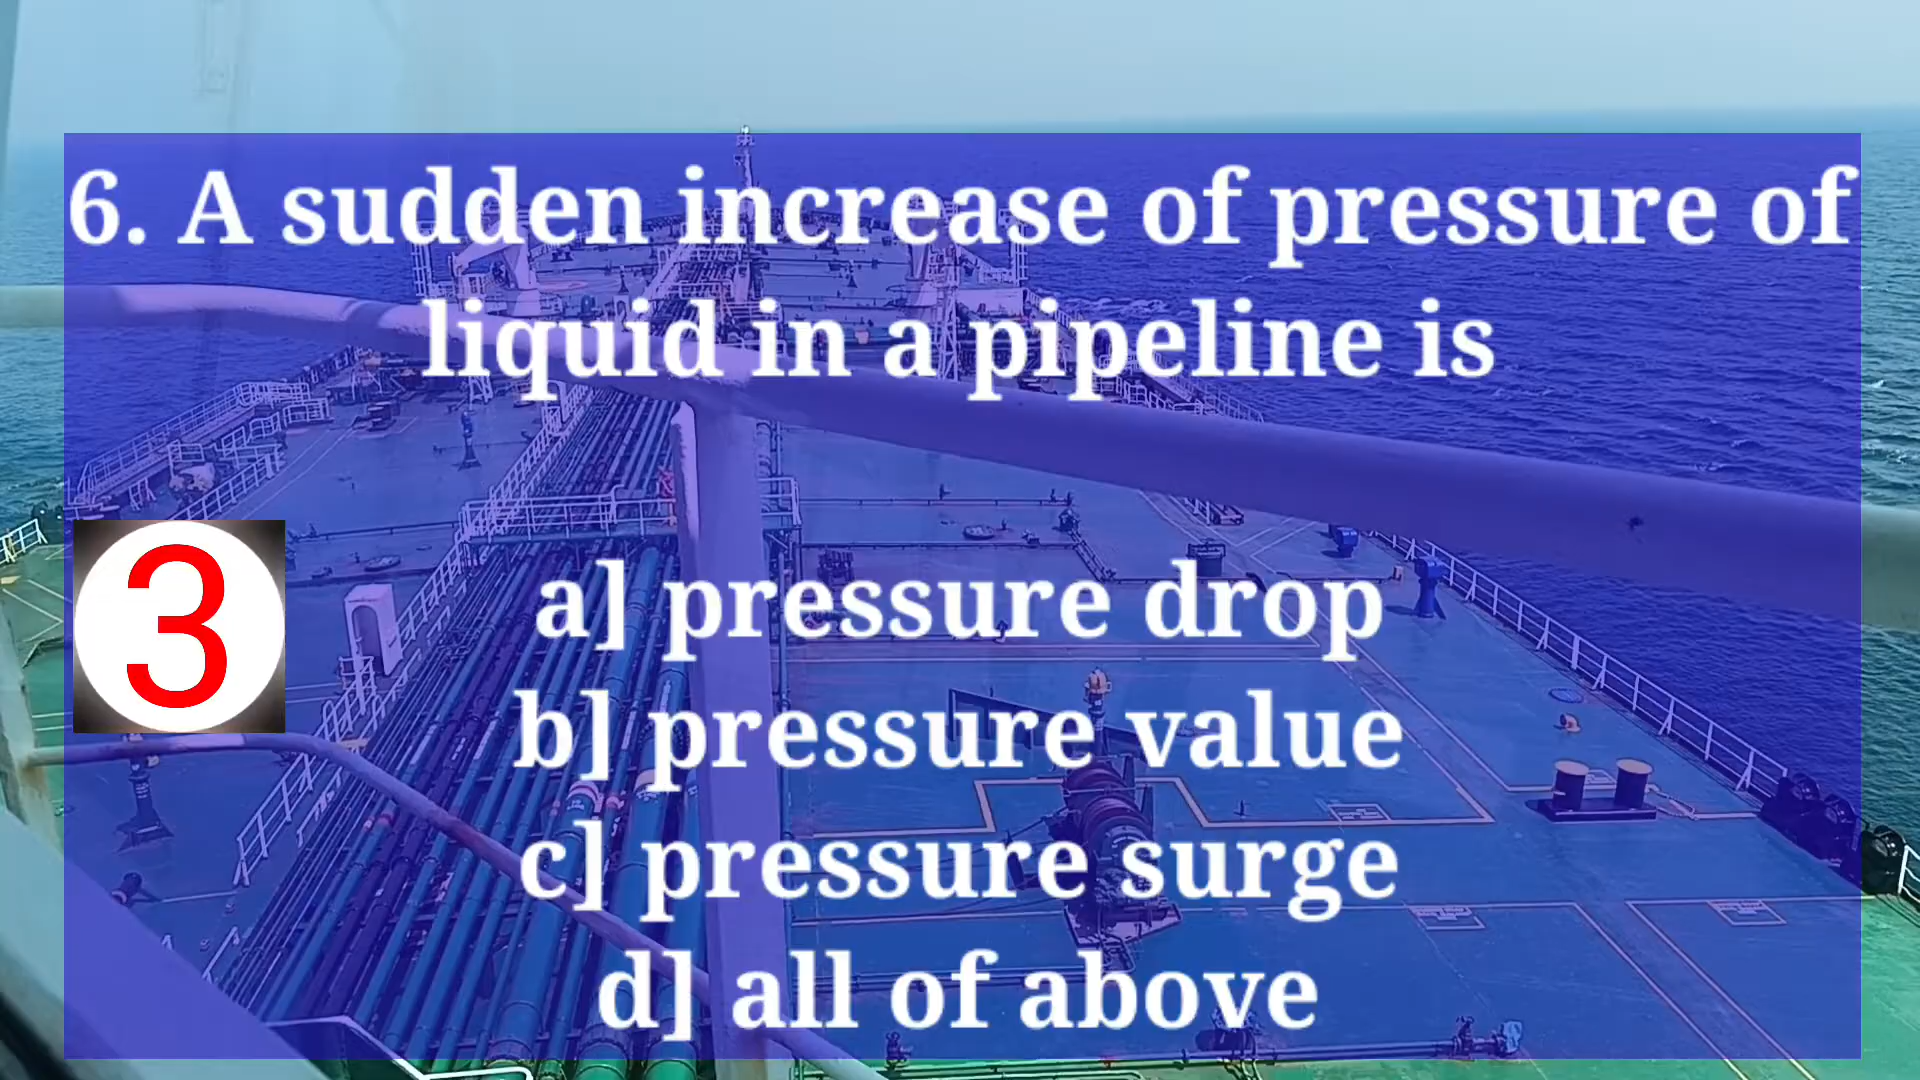 6. A sudden increase of pressure of
liquid in a pipeline is
3
a] pressure drop
b] pressure value
c] pressure surge
d] all of above